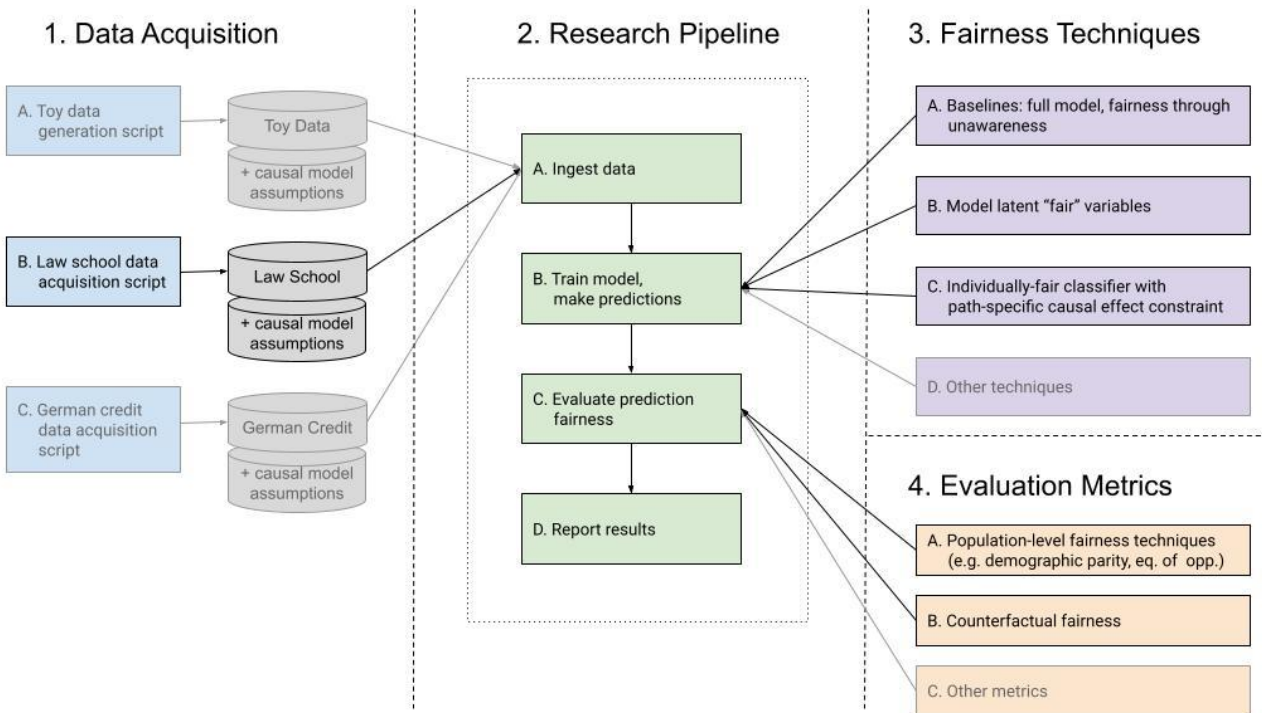 1. Data Acquisition
A. Toy data
generation script
Toy Data
+ causal model
assumptions
B. Law school data
acquisition script
Law School
+ causal model
assumptions
C. German credit
data acquisition
script
German Credit
+ causal model
assumptions
2. Research Pipeline
A. Ingest data
B. Train model,
make predictions
C. Evaluate prediction
fairness
D. Report results
3. Fairness Techniques
A. Baselines: full model, fairness through
unawareness
B. Model latent “fair” variables
C. Individually-fair classifier with
path-specific causal effect constraint
D. Other techniques
4. Evaluation Metrics
A. Population-level fairness techniques
(e.g. demographic parity, eq. of opp.)
B. Counterfactual fairness
C. Other metrics